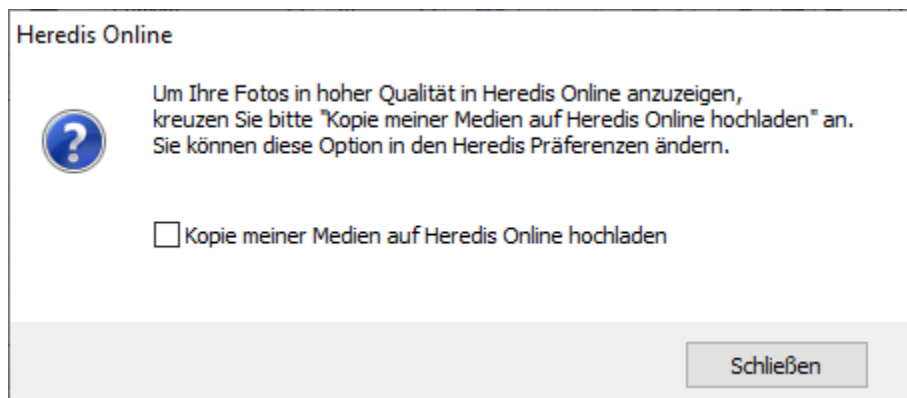 Heredis Online
Um Ihre Fotos in hoher Qualität in Heredis Online anzuzeigen,
kreuzen Sie bitte "Kopie meiner Medien auf Heredis Online hochladen" an.
Sie können diese Option in den Heredis Präferenzen ändern.
Kopie meiner Medien auf Heredis Online hochladen
Schließen